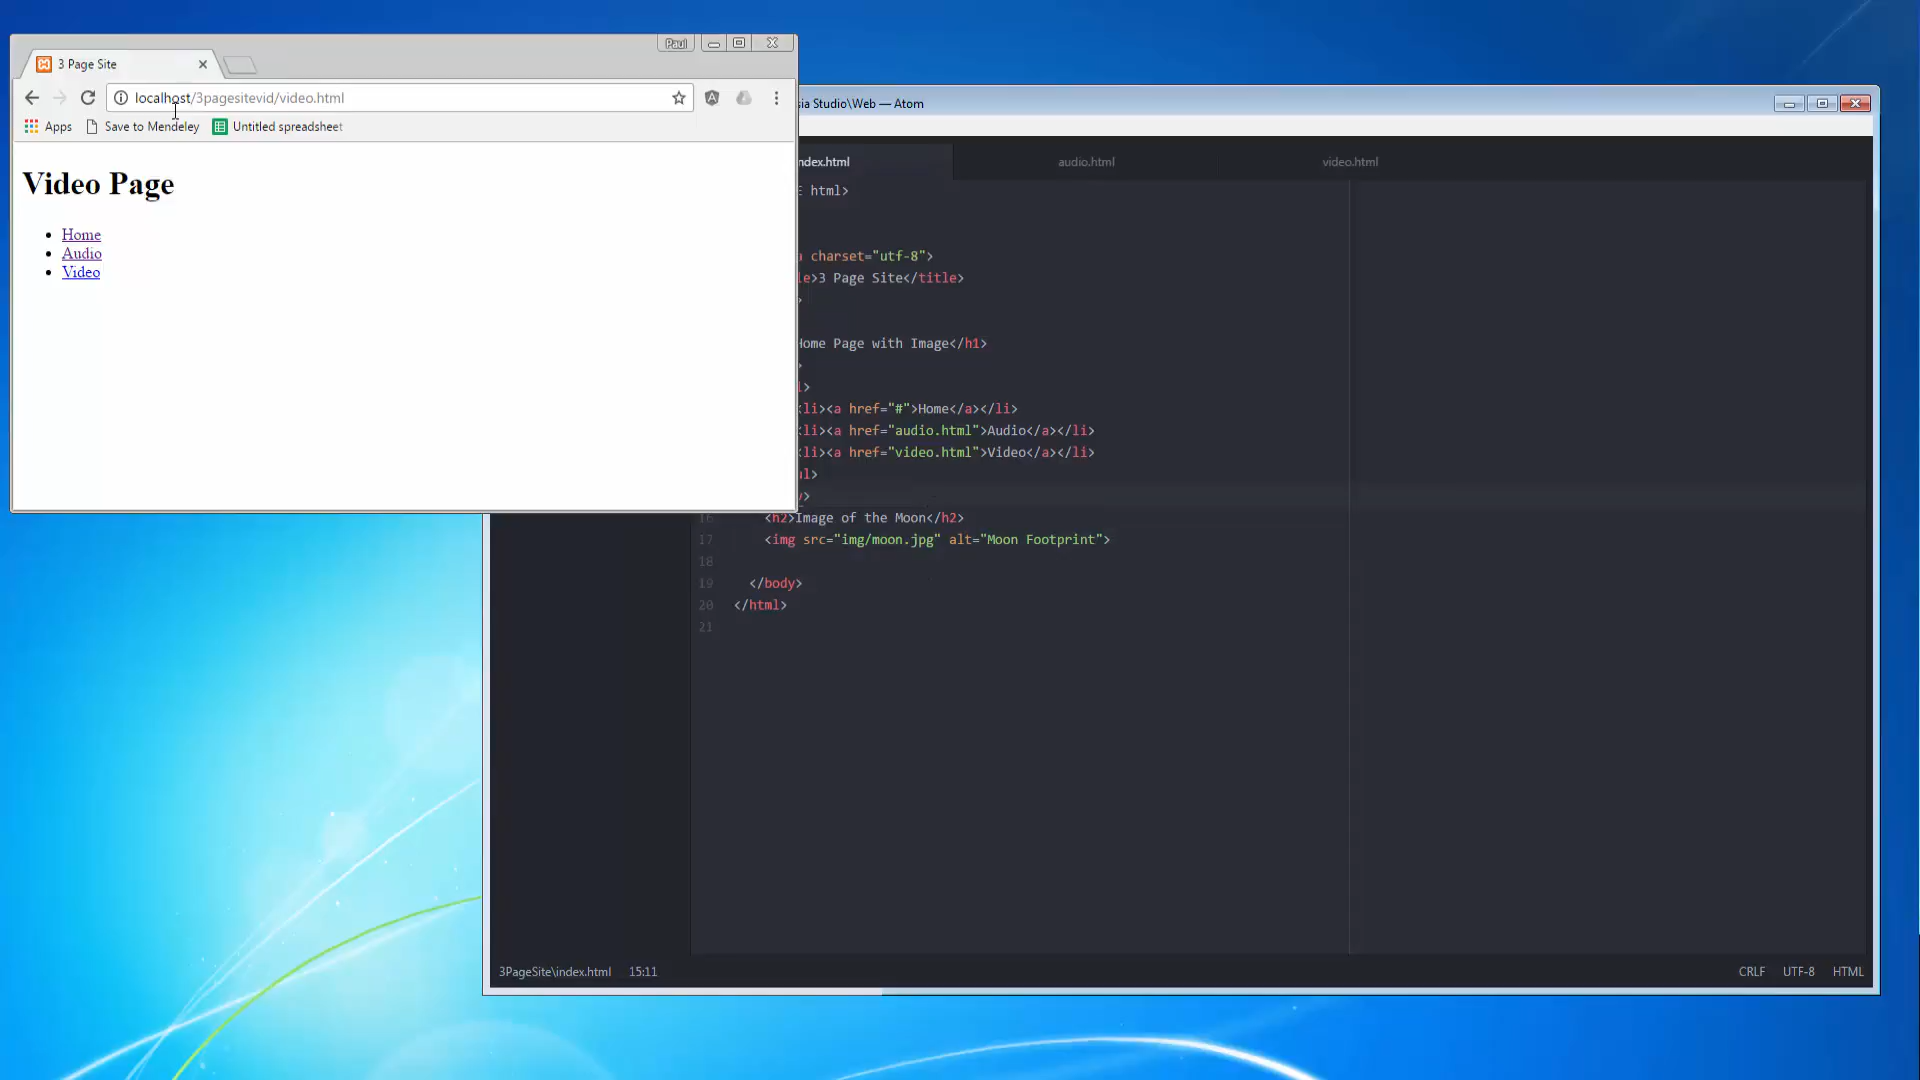 Paul
3 Page Site
localhost/3pagesitevid/video.html
Apps
Save to Mendeley
Untitled spreadsheet
Video Page
Home
Audio
Video
sia Studio\Web — Atom
ndex.html
audio.html
video.html
E html>
a charset="utf-8">
le>3 Page Site</title>
>
Home Page with Image</h1>
>
l>
<li><a href="#">Home</a></li>
<li><a href="audio.html">Audio</a></li>
<li><a href="video.html">Video</a></li>
ul>
v>
16 <h2>Image of the Moon</h2>
17 <img src="img/moon.jpg" alt="Moon Footprint">
18
19 </body>
20 </html>
21
3PageSite\index.html
15:11
CRLF
UTF-8
HTML